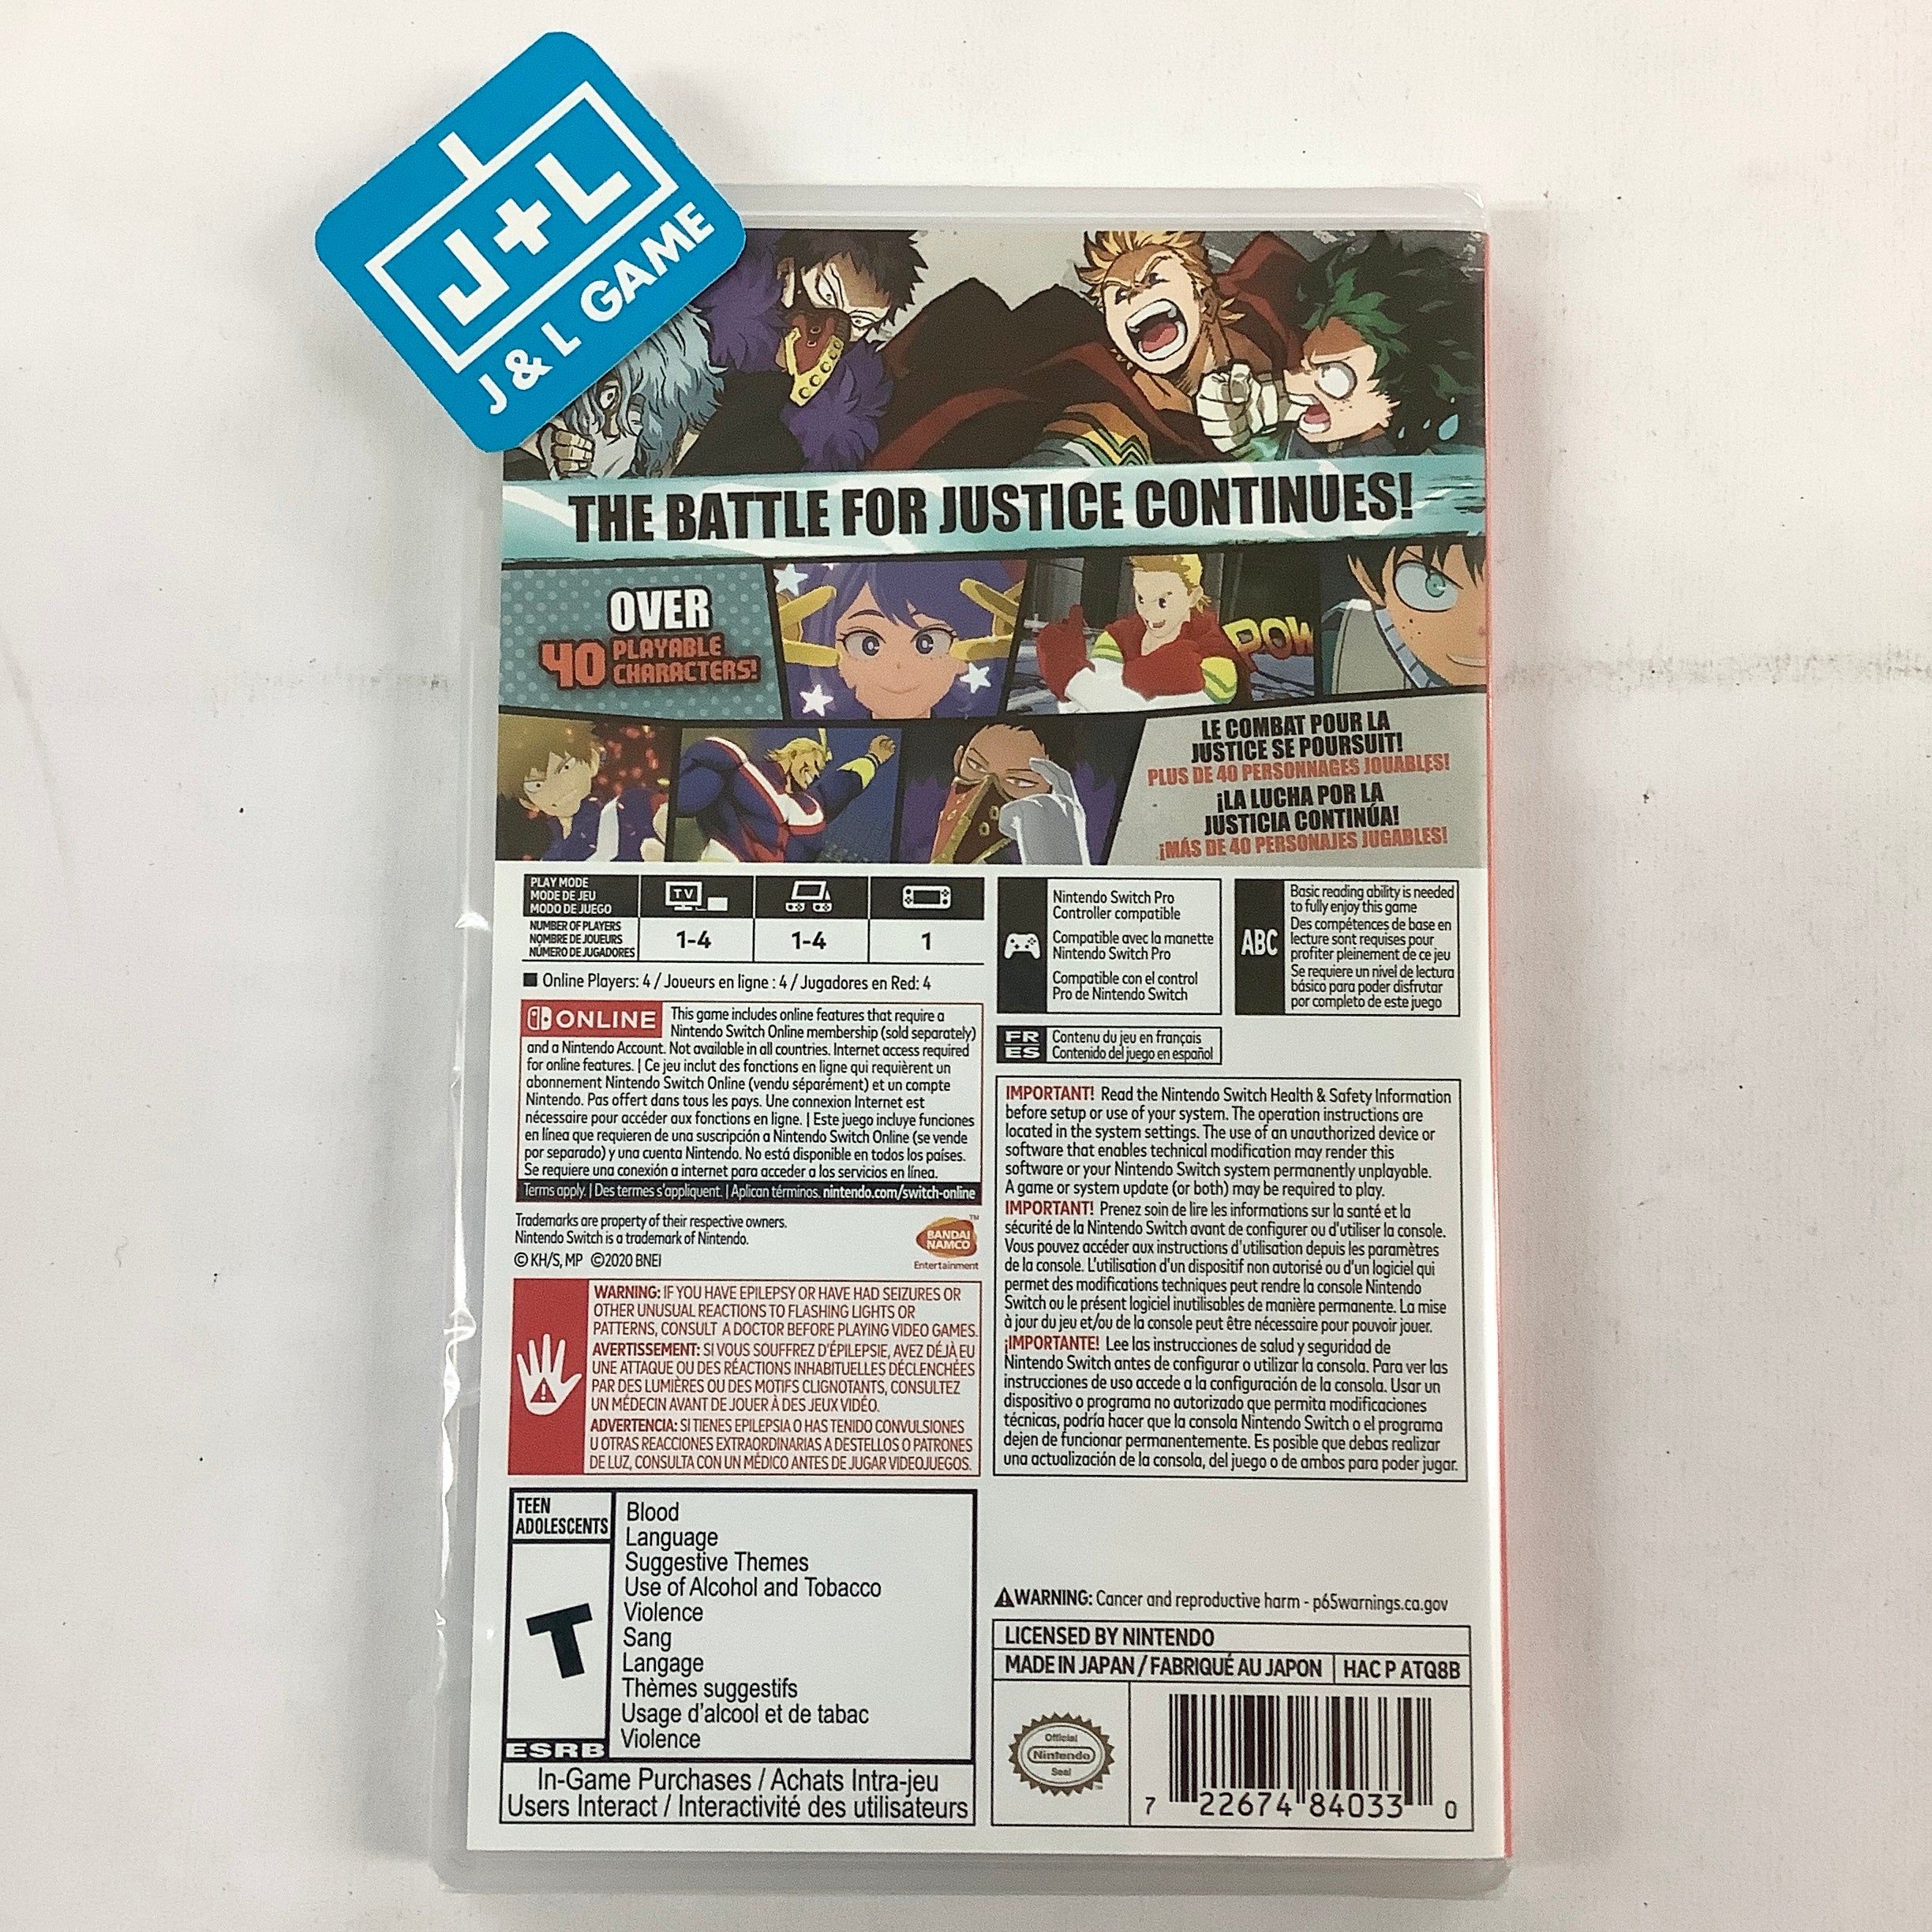 J+L
J & L GAME
THE BATTLE FOR JUSTICE CONTINUES!
OVER
40 PLAYABLE
CHARACTERS!
POW
LE COMBAT POUR LA
JUSTICE SE POURSUIT!
PLUS DE 40 PERSONNAGES JOUABLES!
¡LA LUCHA POR LA
JUSTICIA CONTINÚA!
¡MÁS DE 40 PERSONAJES JUGABLES!
PLAY MODE
MODE DE JEU
MODO DE JUEGO
TV
NUMBER OF PLAYERS
NOMBRE DE JOUEURS
NÚMERO DE JUGADORES
1-4
1-4
1
■ Online Players: 4 / Joueurs en ligne : 4 / Jugadores en Red: 4
Nintendo Switch Pro
Controller compatible
Compatible avec la manette
Nintendo Switch Pro
Compatible con el control
Pro de Nintendo Switch
ABC
Basic reading ability is needed
to fully enjoy this game
Des compétences de base en
lecture sont requises pour
profiter pleinement de ce jeu
Se requiere un nivel de lectura
básico para poder disfrutar
por completo de este juego
FR
ES
Contenu du jeu en français
Contenido del juego en español
ONLINE
This game includes online features that require a
Nintendo Switch Online membership (sold separately)
and a Nintendo Account. Not available in all countries. Internet access required
for online features. | Ce jeu inclut des fonctions en ligne qui requièrent un
abonnement Nintendo Switch Online (vendu séparément) et un compte
Nintendo. Pas offert dans tous les pays. Une connexion Internet est
nécessaire pour accéder aux fonctions en ligne. | Este juego incluye funciones
en línea que requieren de una suscripción a Nintendo Switch Online (se vende
por separado) y una cuenta Nintendo. No está disponible en todos los países.
Se requiere una conexión a internet para acceder a los servicios en línea.
Terms apply. | Des termes s'appliquent. | Aplican términos. nintendo.com/switch-online
Trademarks are property of their respective owners.
Nintendo Switch is a trademark of Nintendo.
© KH/S, MP ©2020 BNEI
BANDAI
NAMCO
Entertainment
TM
WARNING: IF YOU HAVE EPILEPSY OR HAVE HAD SEIZURES OR
OTHER UNUSUAL REACTIONS TO FLASHING LIGHTS OR
PATTERNS, CONSULT A DOCTOR BEFORE PLAYING VIDEO GAMES.
AVERTISSEMENT: SI VOUS SOUFFREZ D'ÉPILEPSIE, AVEZ DÉJÀ EU
UNE ATTAQUE OU DES RÉACTIONS INHABITUELLES DÉCLENCHÉES
PAR DES LUMIÈRES OU DES MOTIFS CLIGNOTANTS, CONSULTEZ
UN MÉDECIN AVANT DE JOUER À DES JEUX VIDÉO.
ADVERTENCIA: SI TIENES EPILEPSIA O HAS TENIDO CONVULSIONES
U OTRAS REACCIONES EXTRAORDINARIAS A DESTELLOS O PATRONES
DE LUZ, CONSULTA CON UN MÉDICO ANTES DE JUGAR VIDEOJUEGOS.
IMPORTANT! Read the Nintendo Switch Health & Safety Information
before setup or use of your system. The operation instructions are
located in the system settings. The use of an unauthorized device or
software that enables technical modification may render this
software or your Nintendo Switch system permanently unplayable.
A game or system update (or both) may be required to play.
IMPORTANT! Prenez soin de lire les informations sur la santé et la
sécurité de la Nintendo Switch avant de configurer ou d'utiliser la console.
Vous pouvez accéder aux instructions d'utilisation depuis les paramètres
de la console. L'utilisation d'un dispositif non autorisé ou d'un logiciel qui
permet des modifications techniques peut rendre la console Nintendo
Switch ou le présent logiciel inutilisables de manière permanente. La mise
à jour du jeu et/ou de la console peut être nécessaire pour pouvoir jouer.
¡IMPORTANTE! Lee las instrucciones de salud y seguridad de
Nintendo Switch antes de configurar o utilizar la consola. Para ver las
instrucciones de uso accede a la configuración de la consola. Usar un
dispositivo o programa no autorizado que permita modificaciones
técnicas, podría hacer que la consola Nintendo Switch o el programa
dejen de funcionar permanentemente. Es posible que debas realizar
una actualización de la consola, del juego o de ambos para poder jugar.
TEEN
ADOLESCENTS
T
ESRB
Blood
Language
Suggestive Themes
Use of Alcohol and Tobacco
Violence
Sang
Langage
Thèmes suggestifs
Usage d'alcool et de tabac
Violence
In-Game Purchases / Achats Intra-jeu
Users Interact / Interactivité des utilisateurs
⚠WARNING: Cancer and reproductive harm - p65warnings.ca.gov
LICENSED BY NINTENDO
MADE IN JAPAN / FABRIQUÉ AU JAPON HAC P ATQ8B
Official
Nintendo
Seal
7 22674 84033 0